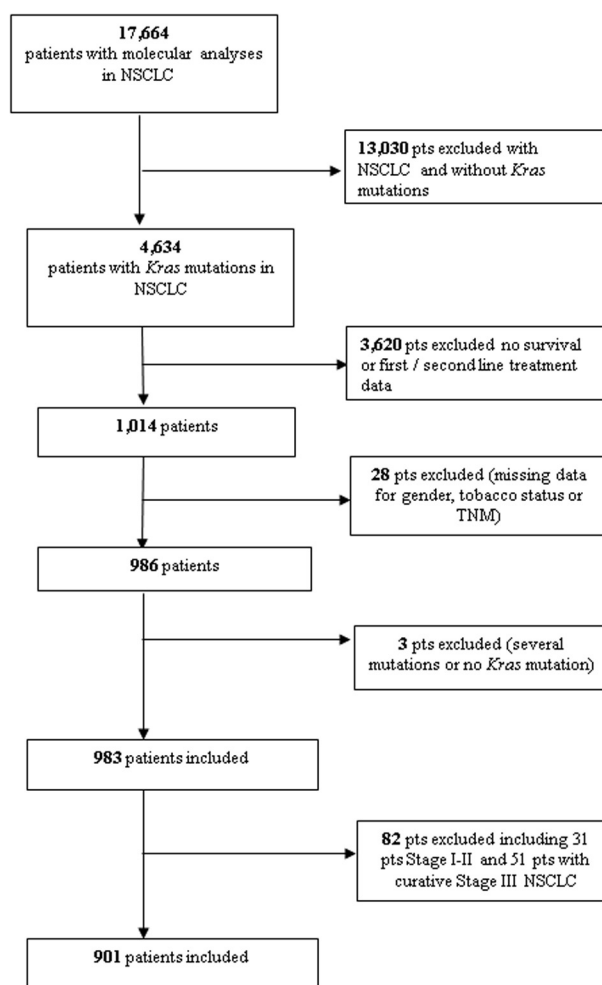 17,664
patients with molecular analyses
in NSCLC
13,030 pts excluded with
NSCLC and without Kras
mutations
4,634
patients with Kras mutations in
NSCLC
3,620 pts excluded no survival
or first / second line treatment
data
1,014 patients
28 pts excluded (missing data
for gender, tobacco status or
TNM)
986 patients
3 pts excluded (several
mutations or no Kras mutation)
983 patients included
82 pts excluded including 31
pts Stage I-II and 51 pts with
curative Stage III NSCLC
901 patients included